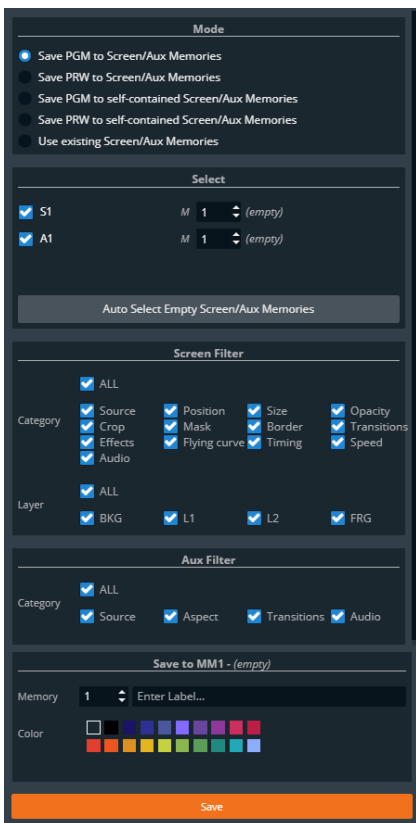 Mode
Save PGM to Screen/Aux Memories
Save PRW to Screen/Aux Memories
Save PGM to self-contained Screen/Aux Memories
Save PRW to self-contained Screen/Aux Memories
Use existing Screen/Aux Memories
Select
S1 M 1 (empty)
A1 M 1 (empty)
Auto Select Empty Screen/Aux Memories
Screen Filter
ALL
Category
Source Position Size Opacity
Crop Mask Border Transitions
Effects Flying curve Timing Speed
Audio
ALL
Layer
BKG L1 L2 FRG
Aux Filter
ALL
Category
Source Aspect Transitions Audio
Save to MM1 - (empty)
Memory 1 Enter Label...
Color
Save